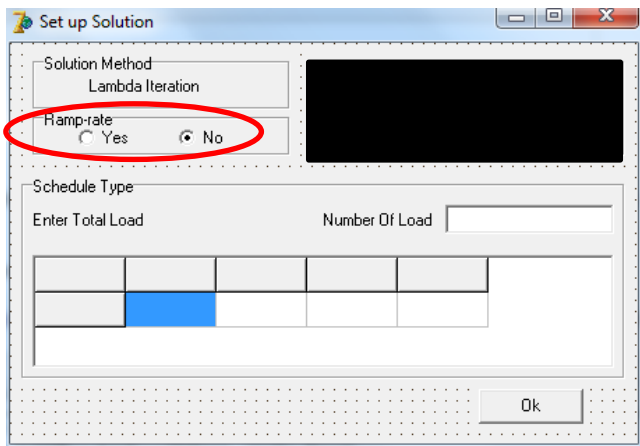 Set up Solution
Solution Method
Lambda Iteration
Ramp-rate
Yes No
Schedule Type
Enter Total Load Number Of Load
Ok